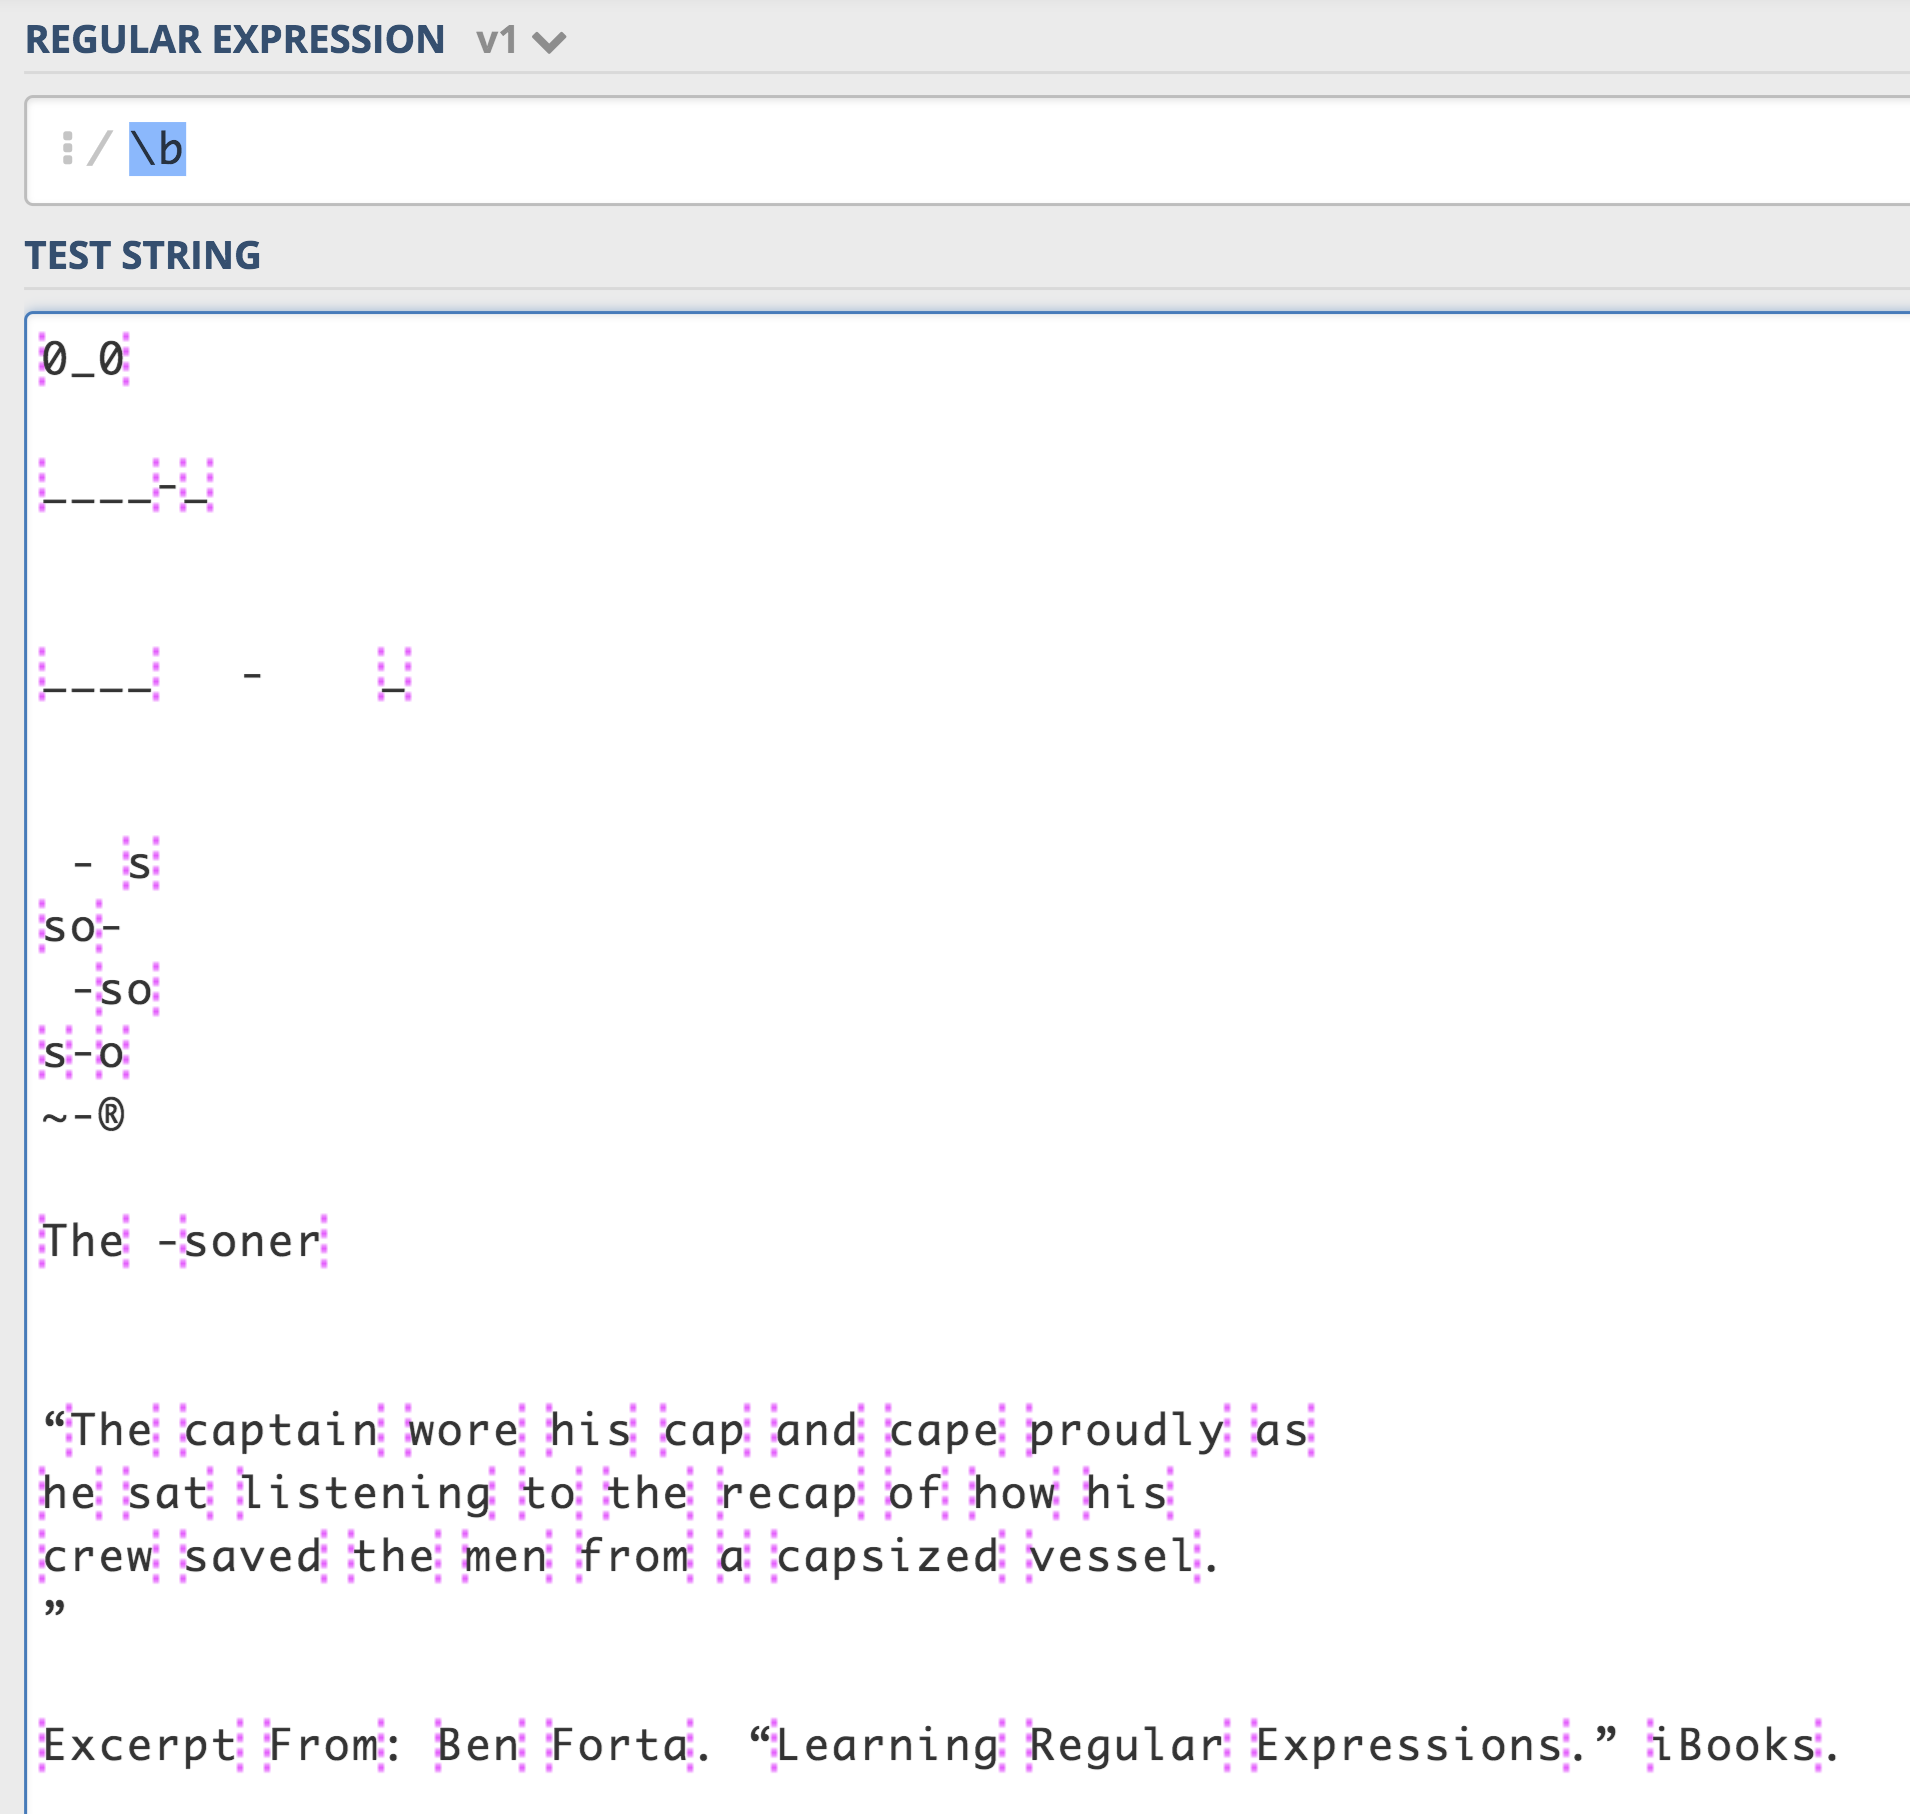 REGULAR EXPRESSION v1
/ \b
TEST STRING
0_0
____-_
____   -    _
 - s
so-
 -so
s-o
~-®
The -soner
“The captain wore his cap and cape proudly as
he sat listening to the recap of how his
crew saved the men from a capsized vessel.
”
Excerpt From: Ben Forta. “Learning Regular Expressions.” iBooks.